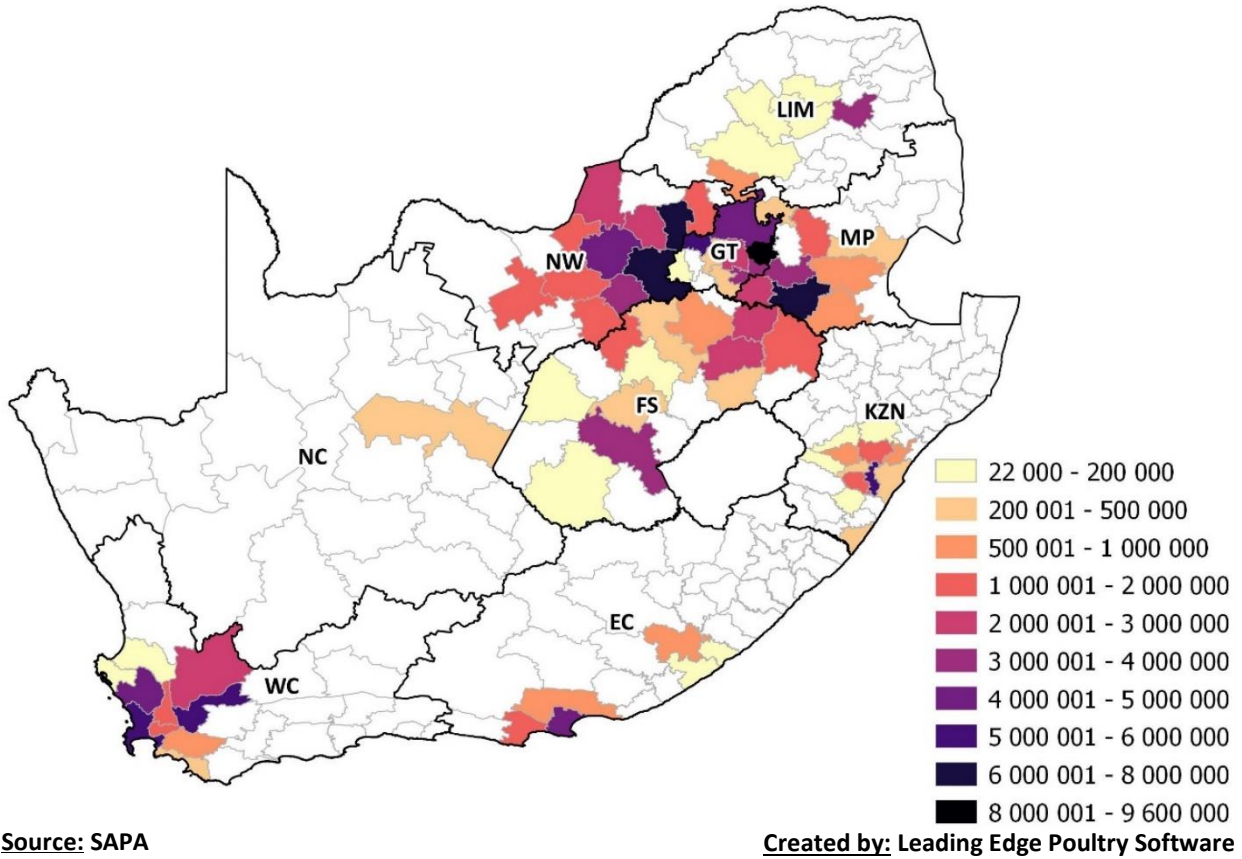 LIM
MP
GT
NW
FS
KZN
NC
EC
WC
22 000 - 200 000
200 001 - 500 000
500 001 - 1 000 000
1 000 001 - 2 000 000
2 000 001 - 3 000 000
3 000 001 - 4 000 000
4 000 001 - 5 000 000
5 000 001 - 6 000 000
6 000 001 - 8 000 000
8 000 001 - 9 600 000
Source: SAPA
Created by: Leading Edge Poultry Software